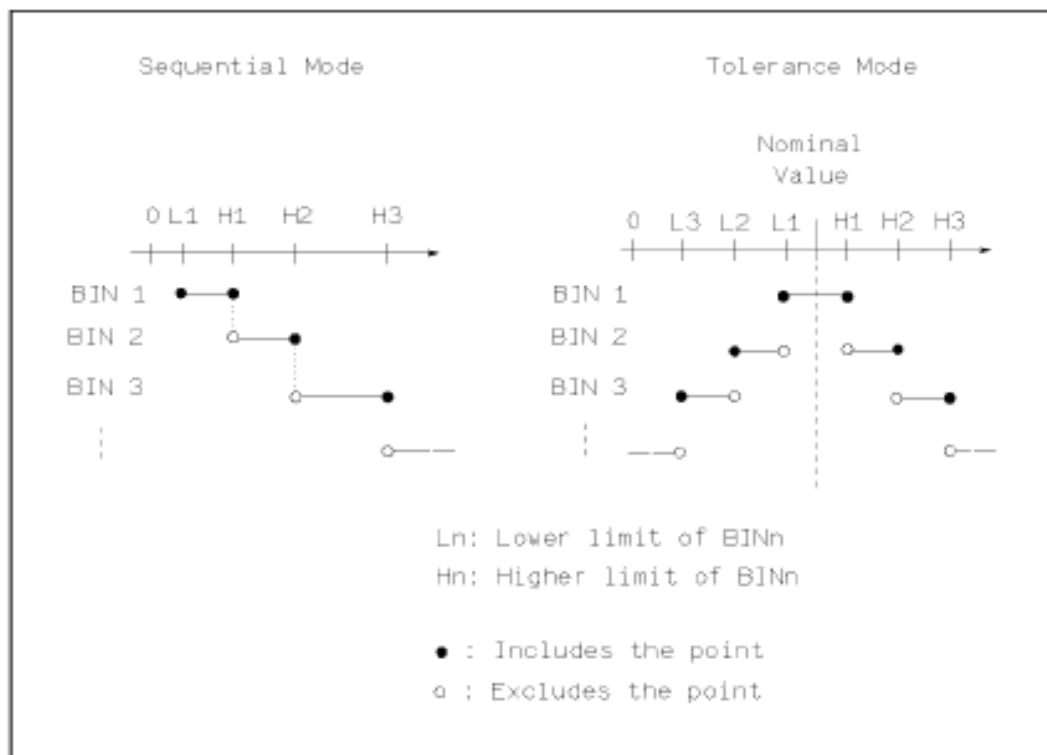 Sequential Mode
Tolerance Mode
Nominal
Value
0 L1 H1 H2 H3
0 L3 L2 L1 H1 H2 H3
BIN 1
BIN 1
BIN 2
BIN 2
BIN 3
BIN 3
Ln: Lower limit of BINn
Hn: Higher limit of BINn
● : Includes the point
○ : Excludes the point